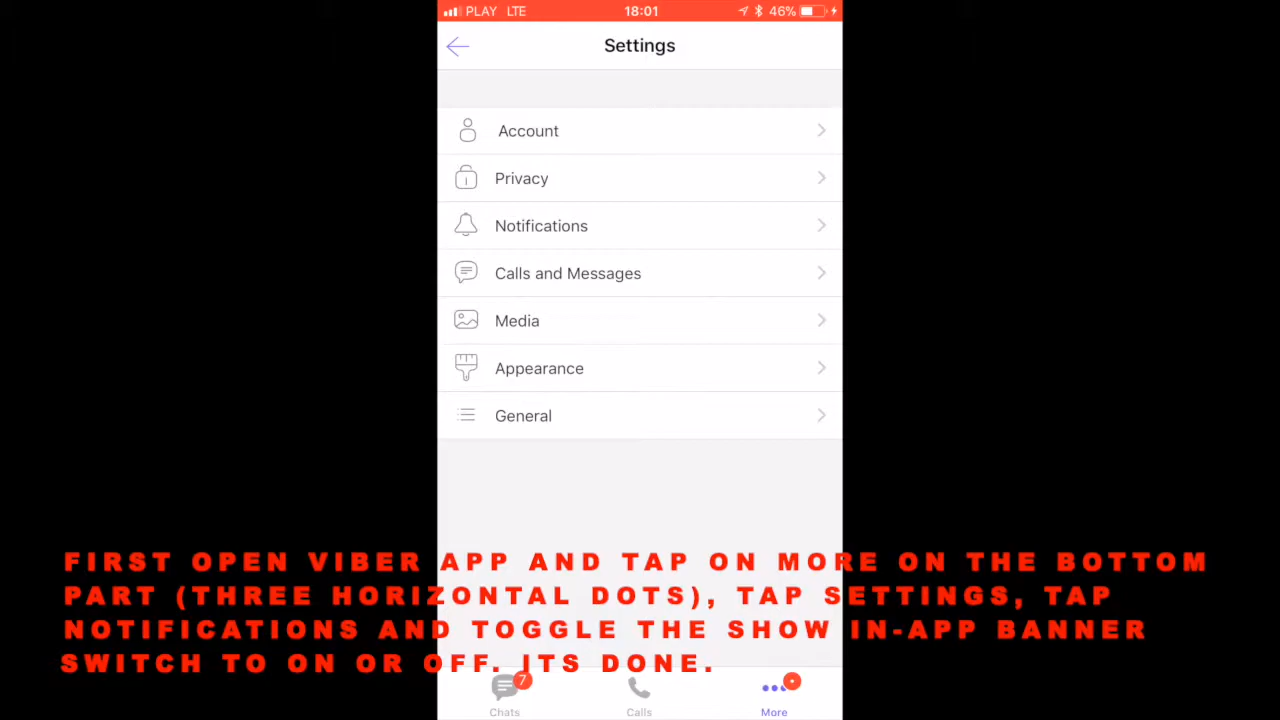 PLAY LTE 18:01 46%
Settings
Account
Privacy
Notifications
Calls and Messages
Media
Appearance
General
FIRST OPEN VIBER APP AND TAP ON MORE ON THE BOTTOM
PART (THREE HORIZONTAL DOTS), TAP SETTINGS, TAP
NOTIFICATIONS AND TOGGLE THE SHOW IN-APP BANNER
SWITCH TO ON OR OFF. ITS DONE.
7
Chats Calls More